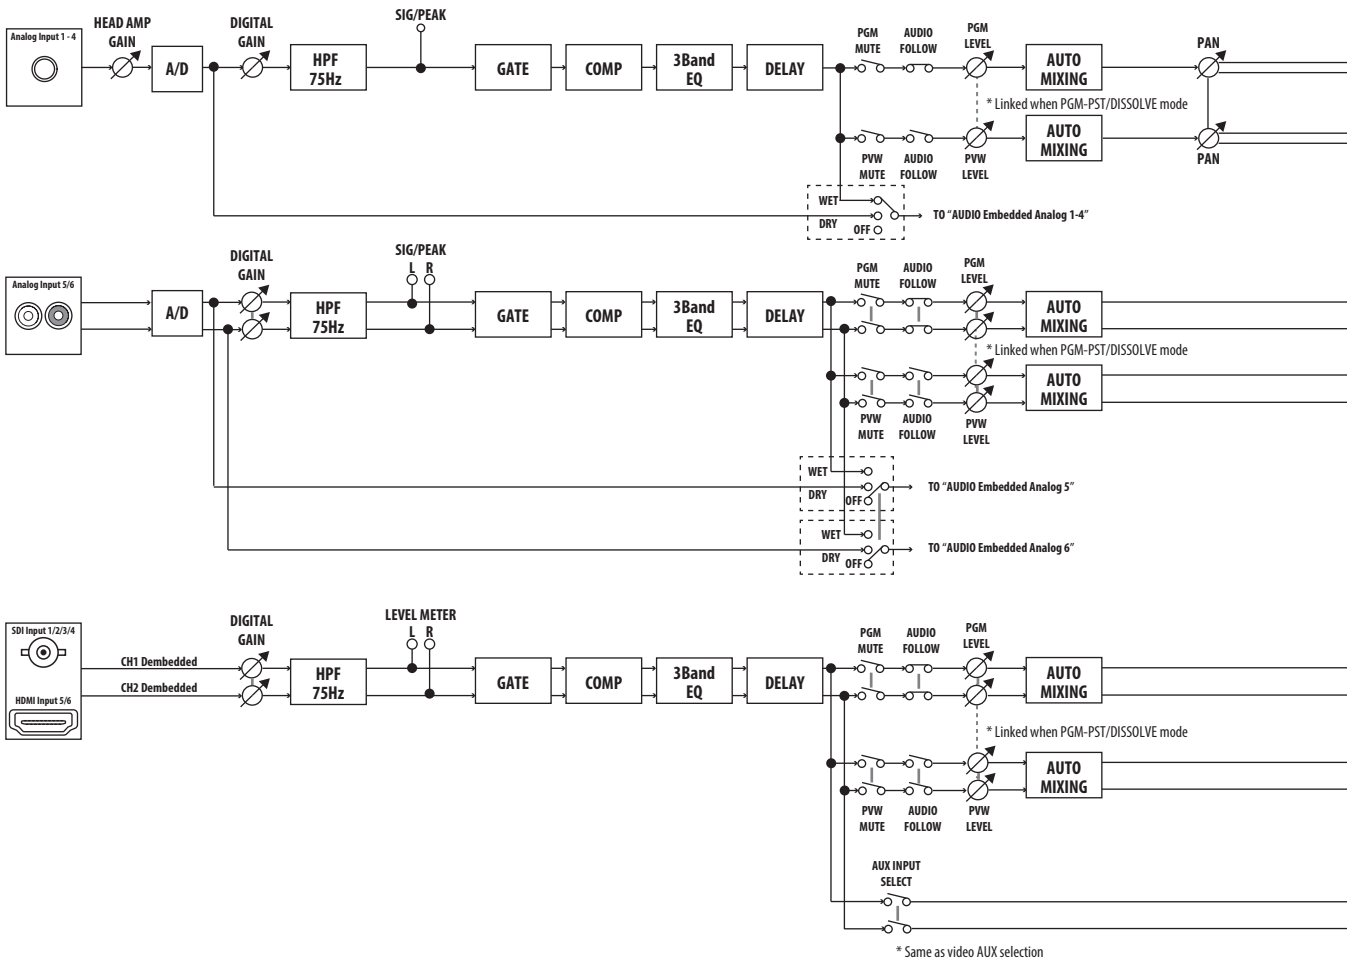 Analog Input 1 - 4
HEAD AMP
GAIN
A/D
DIGITAL
GAIN
HPF
75Hz
SIG/PEAK
GATE
COMP
3Band
EQ
DELAY
PGM
MUTE
AUDIO
FOLLOW
PGM
LEVEL
AUTO
MIXING
PAN
* Linked when PGM-PST/DISSOLVE mode
PVW
MUTE
AUDIO
FOLLOW
PVW
LEVEL
AUTO
MIXING
PAN
WET
DRY
OFF
TO “AUDIO Embedded Analog 1-4”
Analog Input 5/6
A/D
DIGITAL
GAIN
HPF
75Hz
SIG/PEAK
L R
GATE
COMP
3Band
EQ
DELAY
PGM
MUTE
AUDIO
FOLLOW
PGM
LEVEL
AUTO
MIXING
* Linked when PGM-PST/DISSOLVE mode
PVW
MUTE
AUDIO
FOLLOW
PVW
LEVEL
AUTO
MIXING
WET
DRY
OFF
TO “AUDIO Embedded Analog 5”
WET
DRY
OFF
TO “AUDIO Embedded Analog 6”
SDI Input 1/2/3/4
HDMI Input 5/6
CH1 Dembedded
CH2 Dembedded
DIGITAL
GAIN
HPF
75Hz
LEVEL METER
L R
GATE
COMP
3Band
EQ
DELAY
PGM
MUTE
AUDIO
FOLLOW
PGM
LEVEL
AUTO
MIXING
* Linked when PGM-PST/DISSOLVE mode
PVW
MUTE
AUDIO
FOLLOW
PVW
LEVEL
AUTO
MIXING
AUX INPUT
SELECT
* Same as video AUX selection